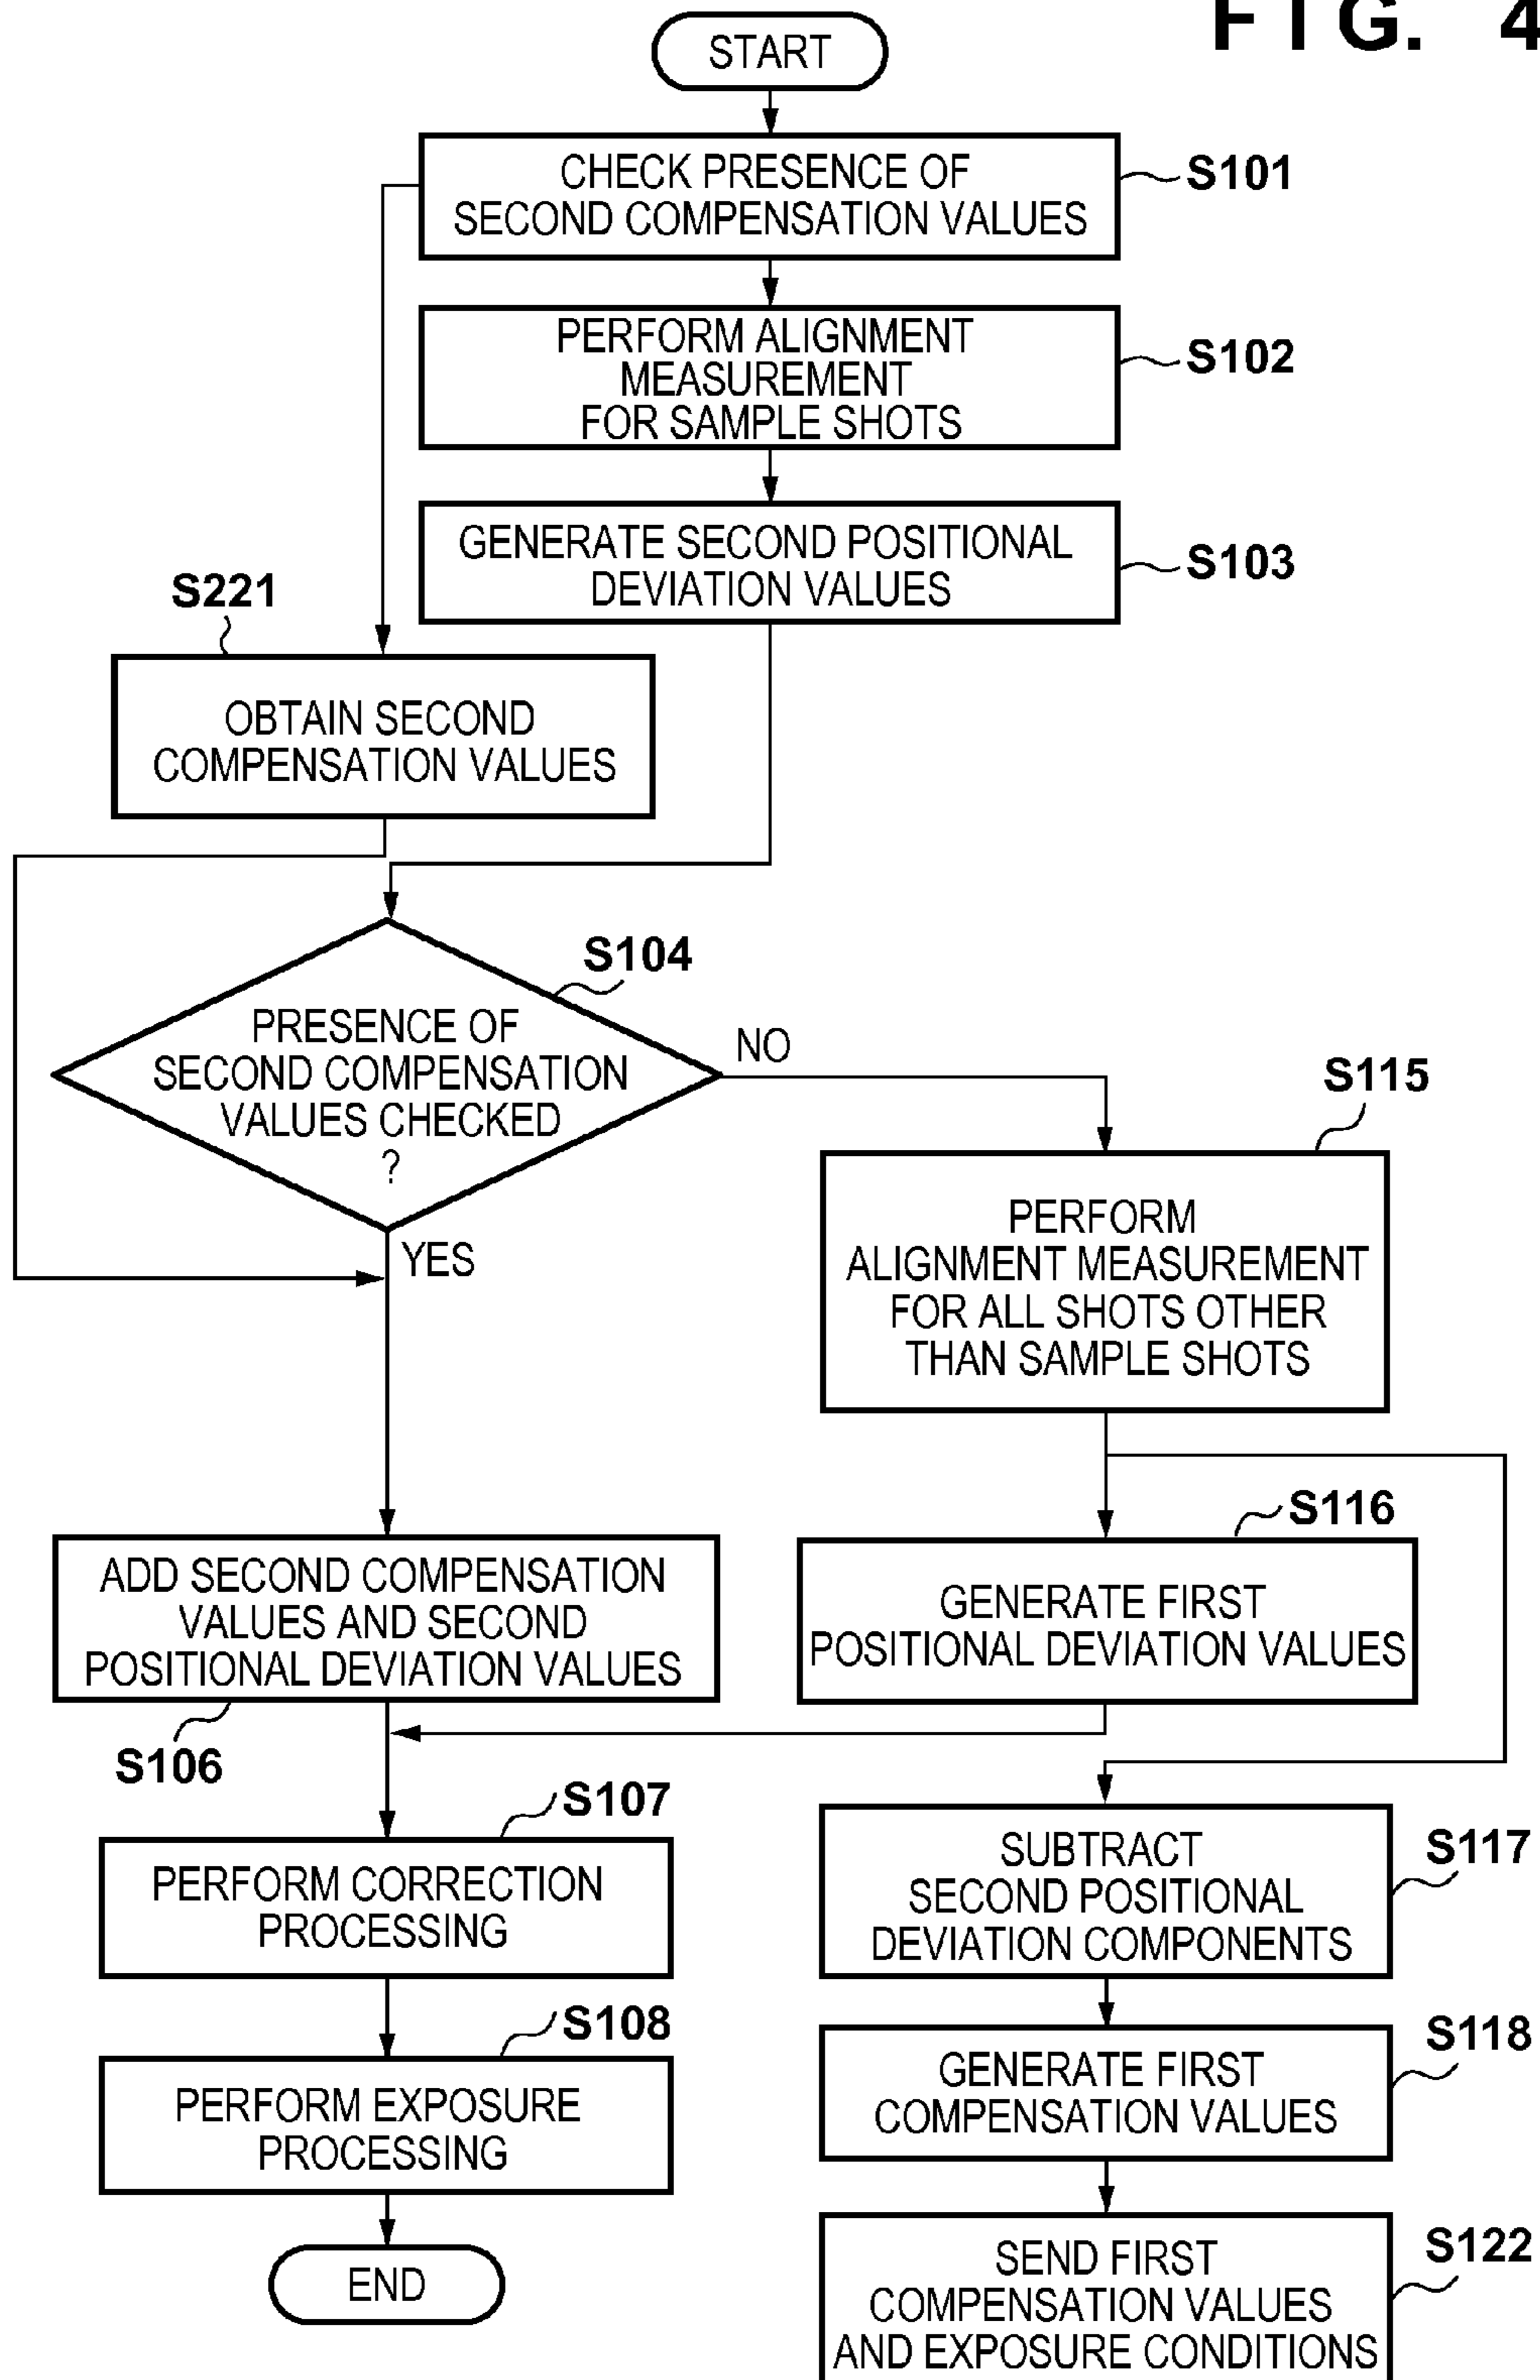 FIG. 4
START
CHECK PRESENCE OF
SECOND COMPENSATION VALUES
S101
PERFORM ALIGNMENT
MEASUREMENT
FOR SAMPLE SHOTS
S102
GENERATE SECOND POSITIONAL
DEVIATION VALUES
S103
S221
OBTAIN SECOND
COMPENSATION VALUES
S104
PRESENCE OF
SECOND COMPENSATION
VALUES CHECKED
?
NO
YES
S115
PERFORM
ALIGNMENT MEASUREMENT
FOR ALL SHOTS OTHER
THAN SAMPLE SHOTS
ADD SECOND COMPENSATION
VALUES AND SECOND
POSITIONAL DEVIATION VALUES
S106
S116
GENERATE FIRST
POSITIONAL DEVIATION VALUES
S107
PERFORM CORRECTION
PROCESSING
S117
SUBTRACT
SECOND POSITIONAL
DEVIATION COMPONENTS
S108
PERFORM EXPOSURE
PROCESSING
S118
GENERATE FIRST
COMPENSATION VALUES
END
S122
SEND FIRST
COMPENSATION VALUES
AND EXPOSURE CONDITIONS